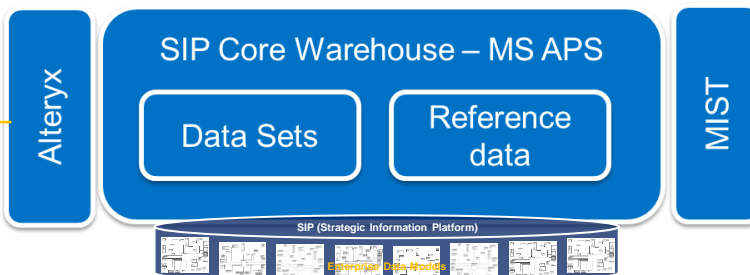 Alteryx
SIP Core Warehouse – MS APS
Data Sets
Reference
data
MIST
SIP (Strategic Information Platform)
Enterprise Data Models